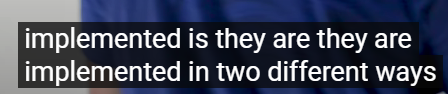 implemented is they are they are
implemented in two different ways